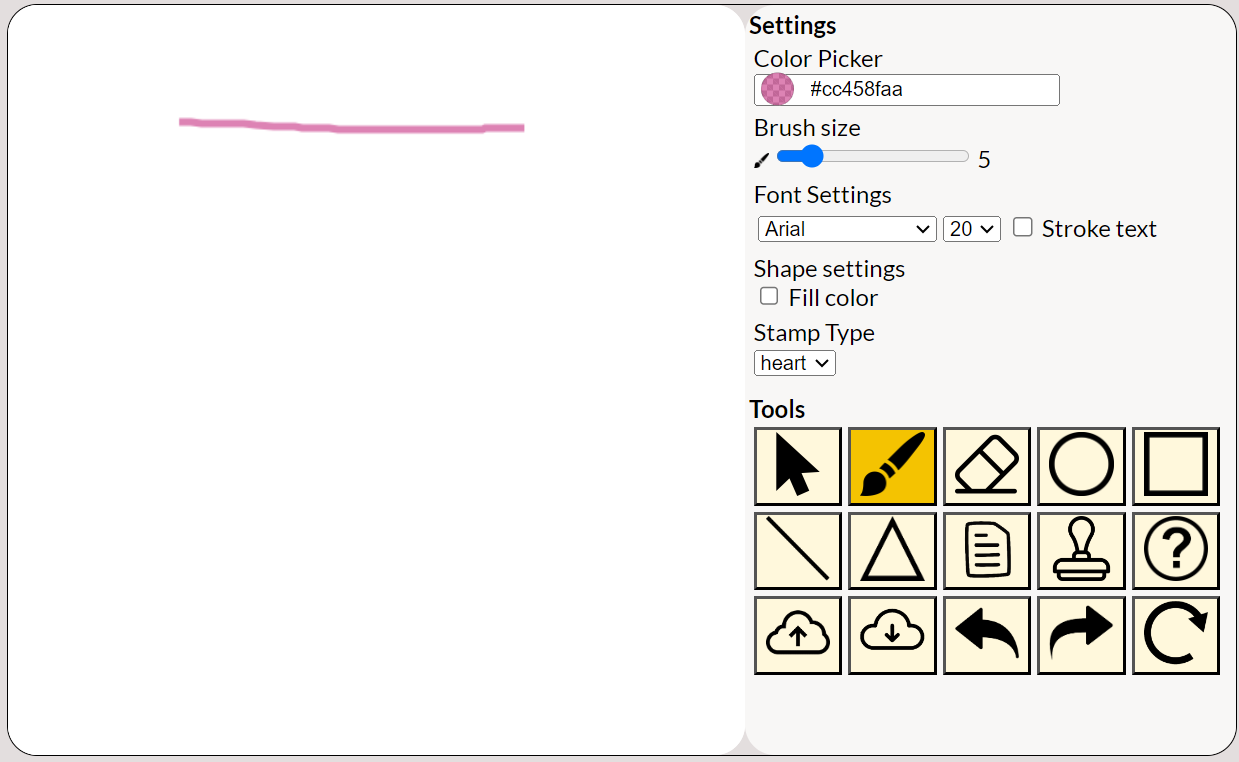 Settings
Color Picker
#cc458faa
Brush size
5
Font Settings
Arial 20 Stroke text
Shape settings
Fill color
Stamp Type
heart
Tools
?